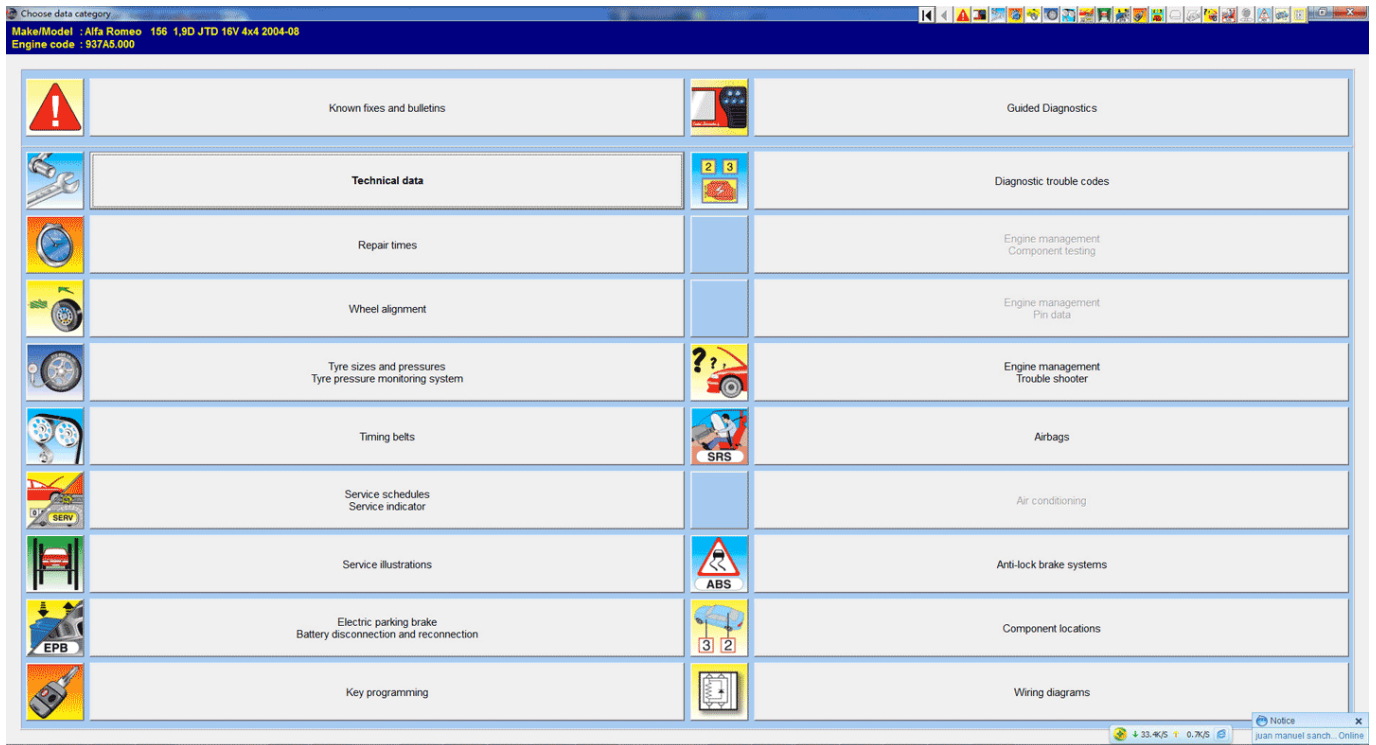 Choose data category
Make/Model : Alfa Romeo 156 1,9D JTD 16V 4x4 2004-08
Engine code : 937A5.000
Known fixes and bulletins
Guided Diagnostics
Technical data
2 3
Diagnostic trouble codes
Repair times
Engine management
Component testing
Wheel alignment
Engine management
Pin data
Tyre sizes and pressures
Tyre pressure monitoring system
???
Engine management
Trouble shooter
Timing belts
SRS
Airbags
SERV
Service schedules
Service indicator
Air conditioning
Service illustrations
ABS
Anti-lock brake systems
EPB
Electric parking brake
Battery disconnection and reconnection
3 2
Component locations
Key programming
Wiring diagrams
Notice x
↓ 33.4K/S ↑ 0.7K/S
juan manuel sanch... Online